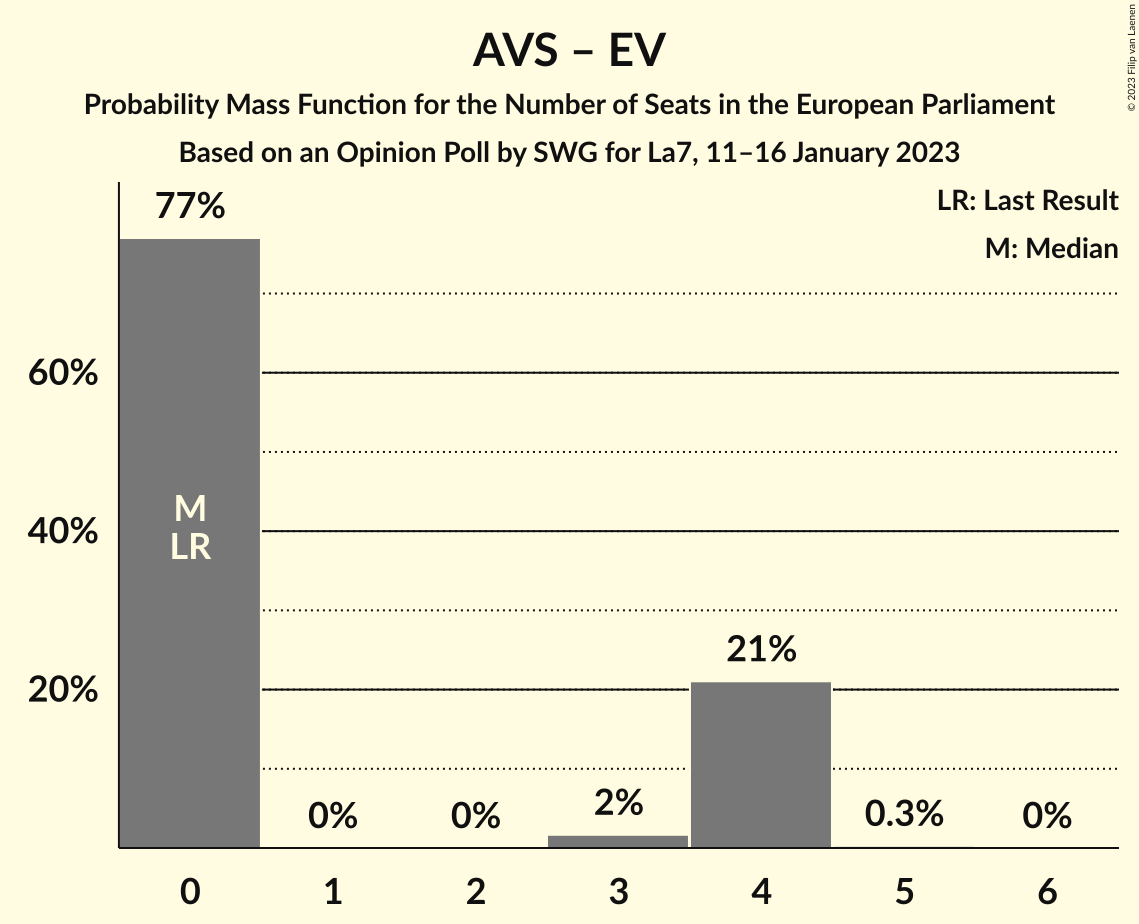 AVS – EV
Probability Mass Function for the Number of Seats in the European Parliament
Based on an Opinion Poll by SWG for La7, 11–16 January 2023
© 2023 Filip van Laenen
LR: Last Result
M: Median
77%
60%
40%
20%
M
LR
0%
0%
2%
21%
0.3%
0%
0
1
2
3
4
5
6